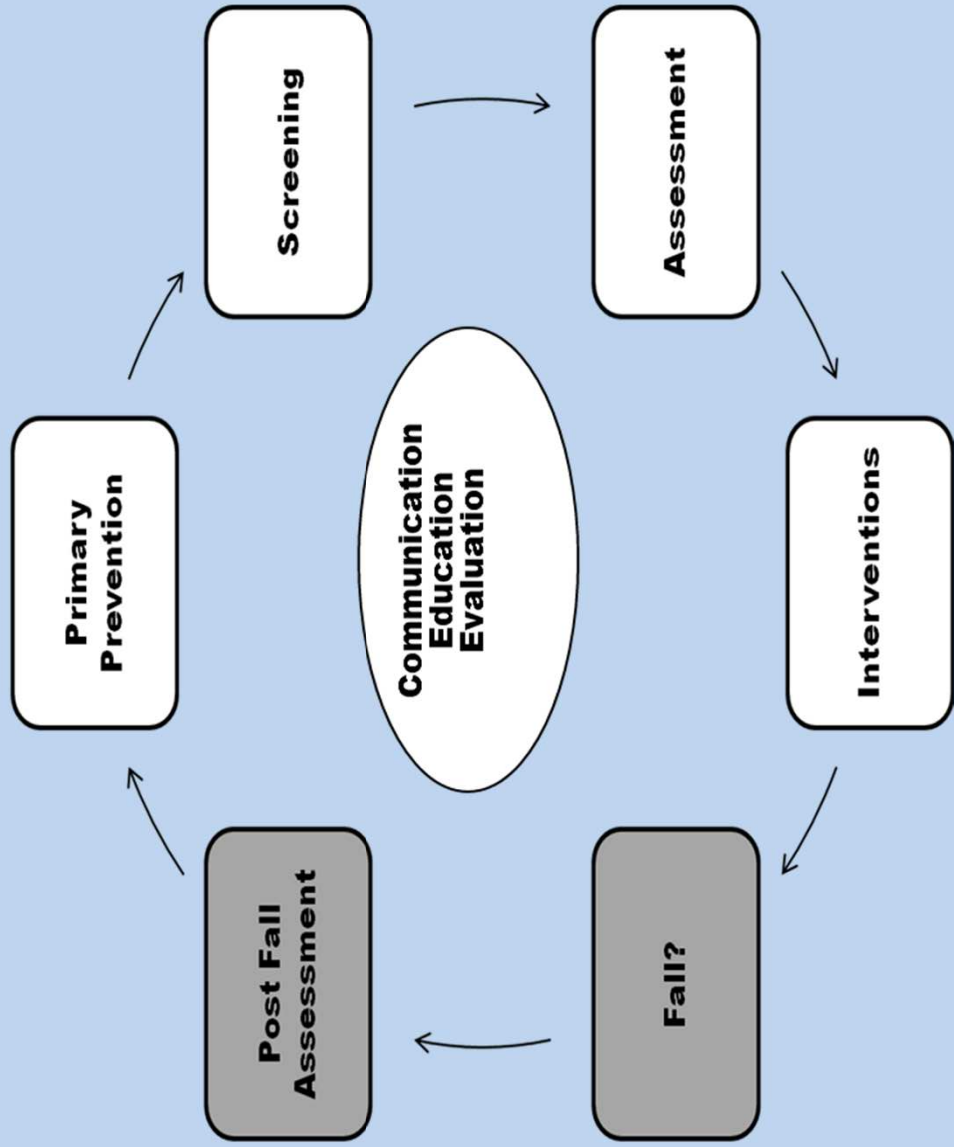 Primary
Prevention
Screening
Assessment
Interventions
Fall?
Post Fall
Assessment
Communication
Education
Evaluation